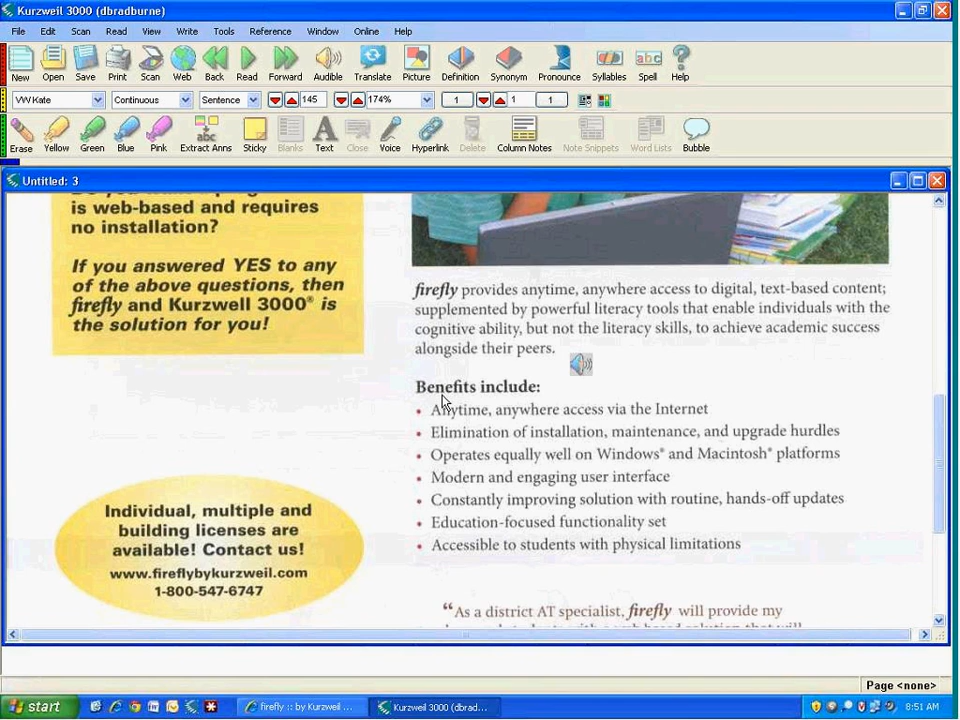 Kurzweil 3000 (dbradburne)
File Edit Scan Read View Write Tools Reference Window Online Help
New Open Save Print Scan Web Back Read Forward Audible Translate Picture Definition Synonym Pronounce Syllables Spell Help
VW Kate Continuous Sentence 145 174% 1 1 1
Erase Yellow Green Blue Pink Extract Anns Sticky Blanks Text Close Voice Hyperlink Delete Column Notes Note Snippets Word Lists Bubble
Untitled: 3
is web-based and requires
no installation?
If you answered YES to any
of the above questions, then
firefly and Kurzwell 3000® is
the solution for you!
Individual, multiple and
building licenses are
available! Contact us!
www.fireflybykurzweil.com
1-800-547-6747
firefly provides anytime, anywhere access to digital, text-based content;
supplemented by powerful literacy tools that enable individuals with the
cognitive ability, but not the literacy skills, to achieve academic success
alongside their peers.
Benefits include:
• Anytime, anywhere access via the Internet
• Elimination of installation, maintenance, and upgrade hurdles
• Operates equally well on Windows® and Macintosh® platforms
• Modern and engaging user interface
• Constantly improving solution with routine, hands-off updates
• Education-focused functionality set
• Accessible to students with physical limitations
“As a district AT specialist, firefly will provide my
Page <none>
start firefly :: by Kurzweil ... Kurzweil 3000 (dbrad... 8:51 AM